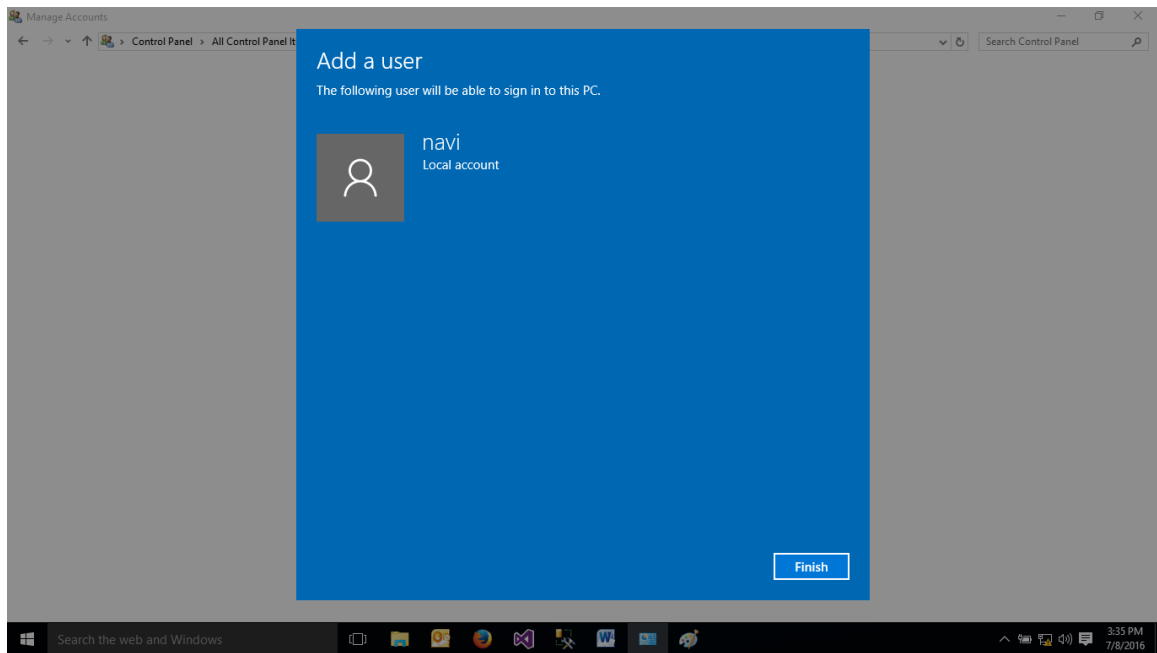 Manage Accounts
Control Panel › All Control Panel It
Search Control Panel
Add a user
The following user will be able to sign in to this PC.
navi
Local account
Finish
Search the web and Windows
3:35 PM
7/8/2016